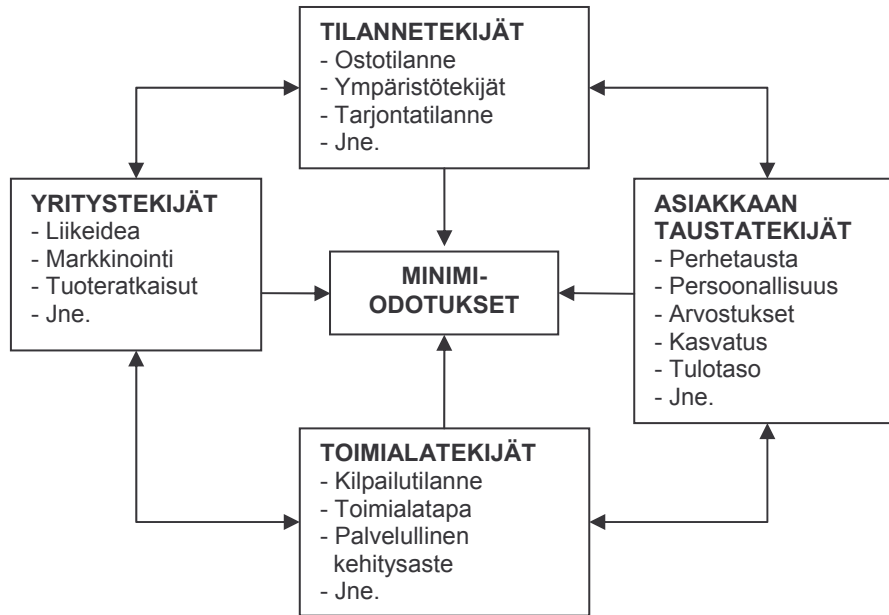 TILANNETEKIJÄT
- Ostotilanne
- Ympäristötekijät
- Tarjontatilanne
- Jne.
YRITYSTEKIJÄT
- Liikeidea
- Markkinointi
- Tuoteratkaisut
- Jne.
MINIMI-
ODOTUKSET
ASIAKKAAN
TAUSTATEKIJÄT
- Perhetausta
- Persoonallisuus
- Arvostukset
- Kasvatus
- Tulotaso
- Jne.
TOIMIALATEKIJÄT
- Kilpailutilanne
- Toimialatapa
- Palvelullinen
kehitysaste
- Jne.